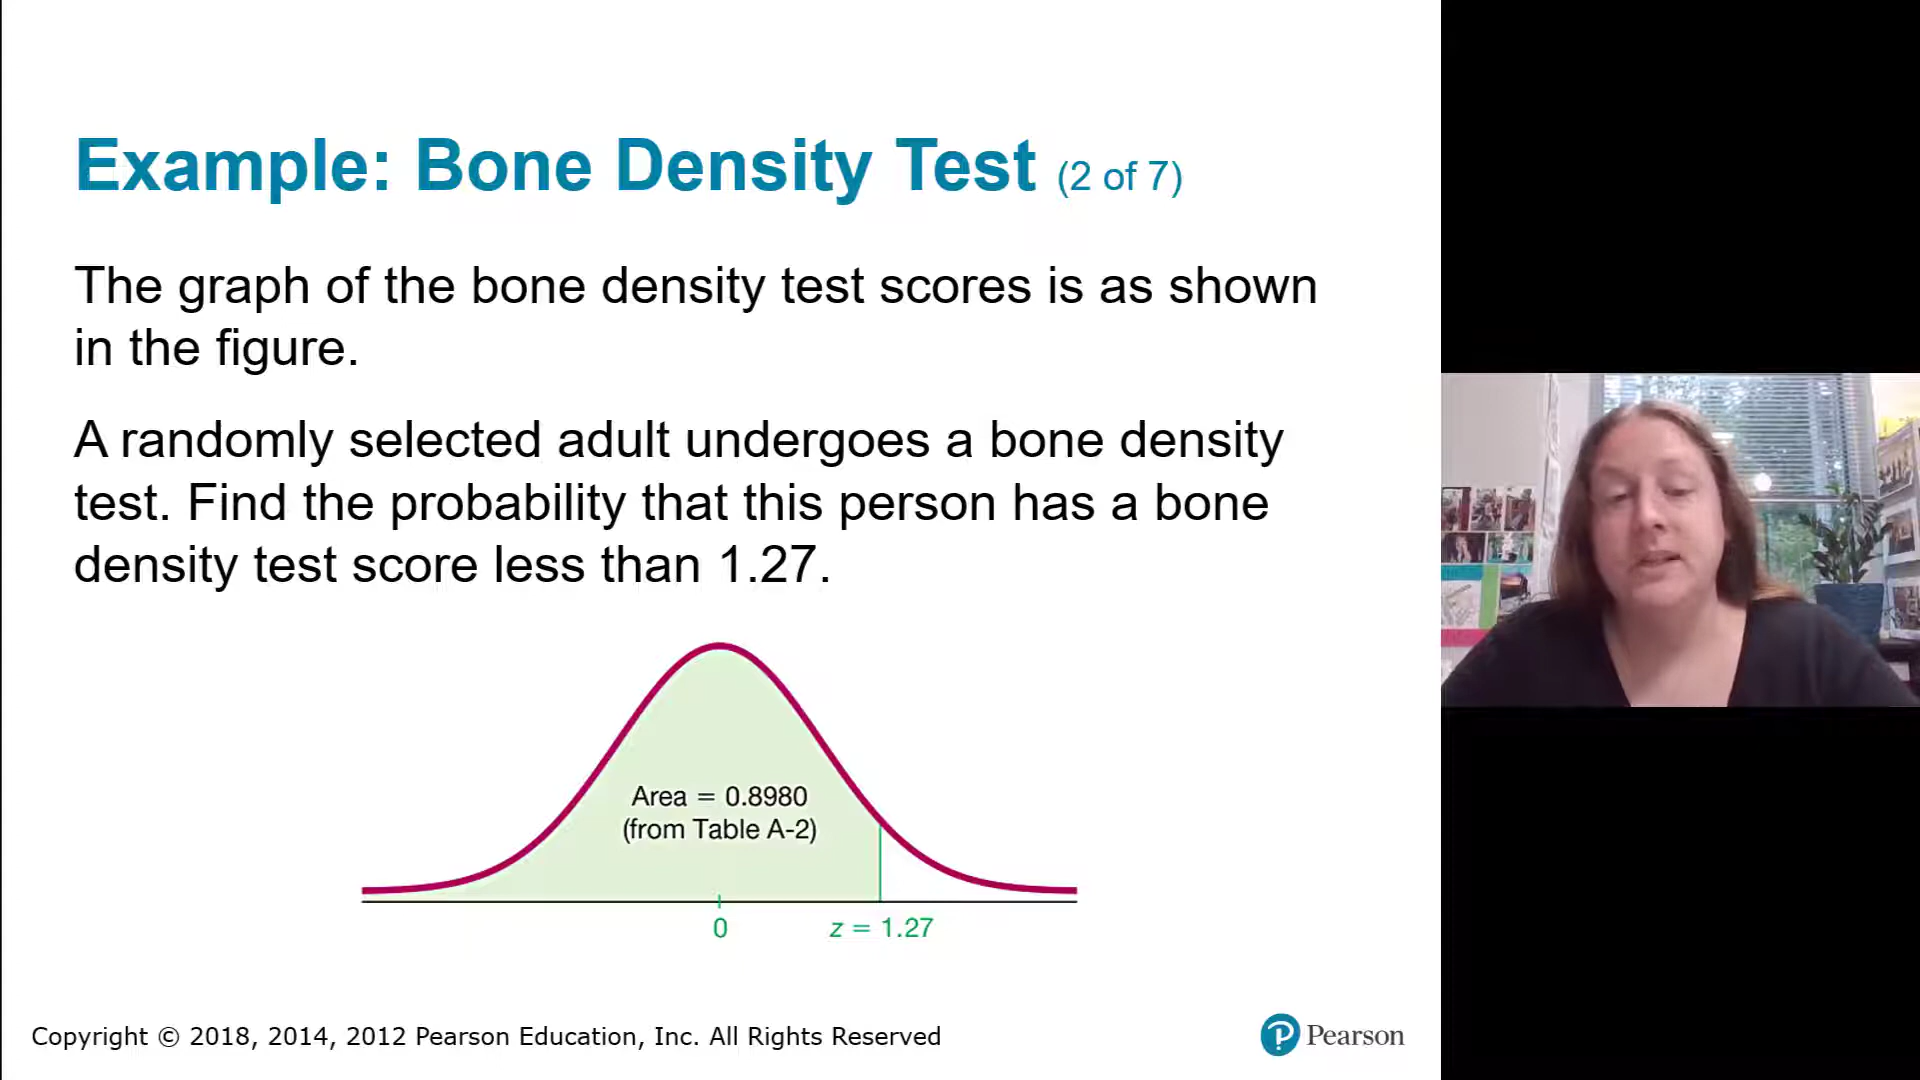 Example: Bone Density Test (2 of 7)
The graph of the bone density test scores is as shown
in the figure.
A randomly selected adult undergoes a bone density
test. Find the probability that this person has a bone
density test score less than 1.27.
Area = 0.8980
(from Table A-2)
0
z = 1.27
Copyright © 2018, 2014, 2012 Pearson Education, Inc. All Rights Reserved
Pearson